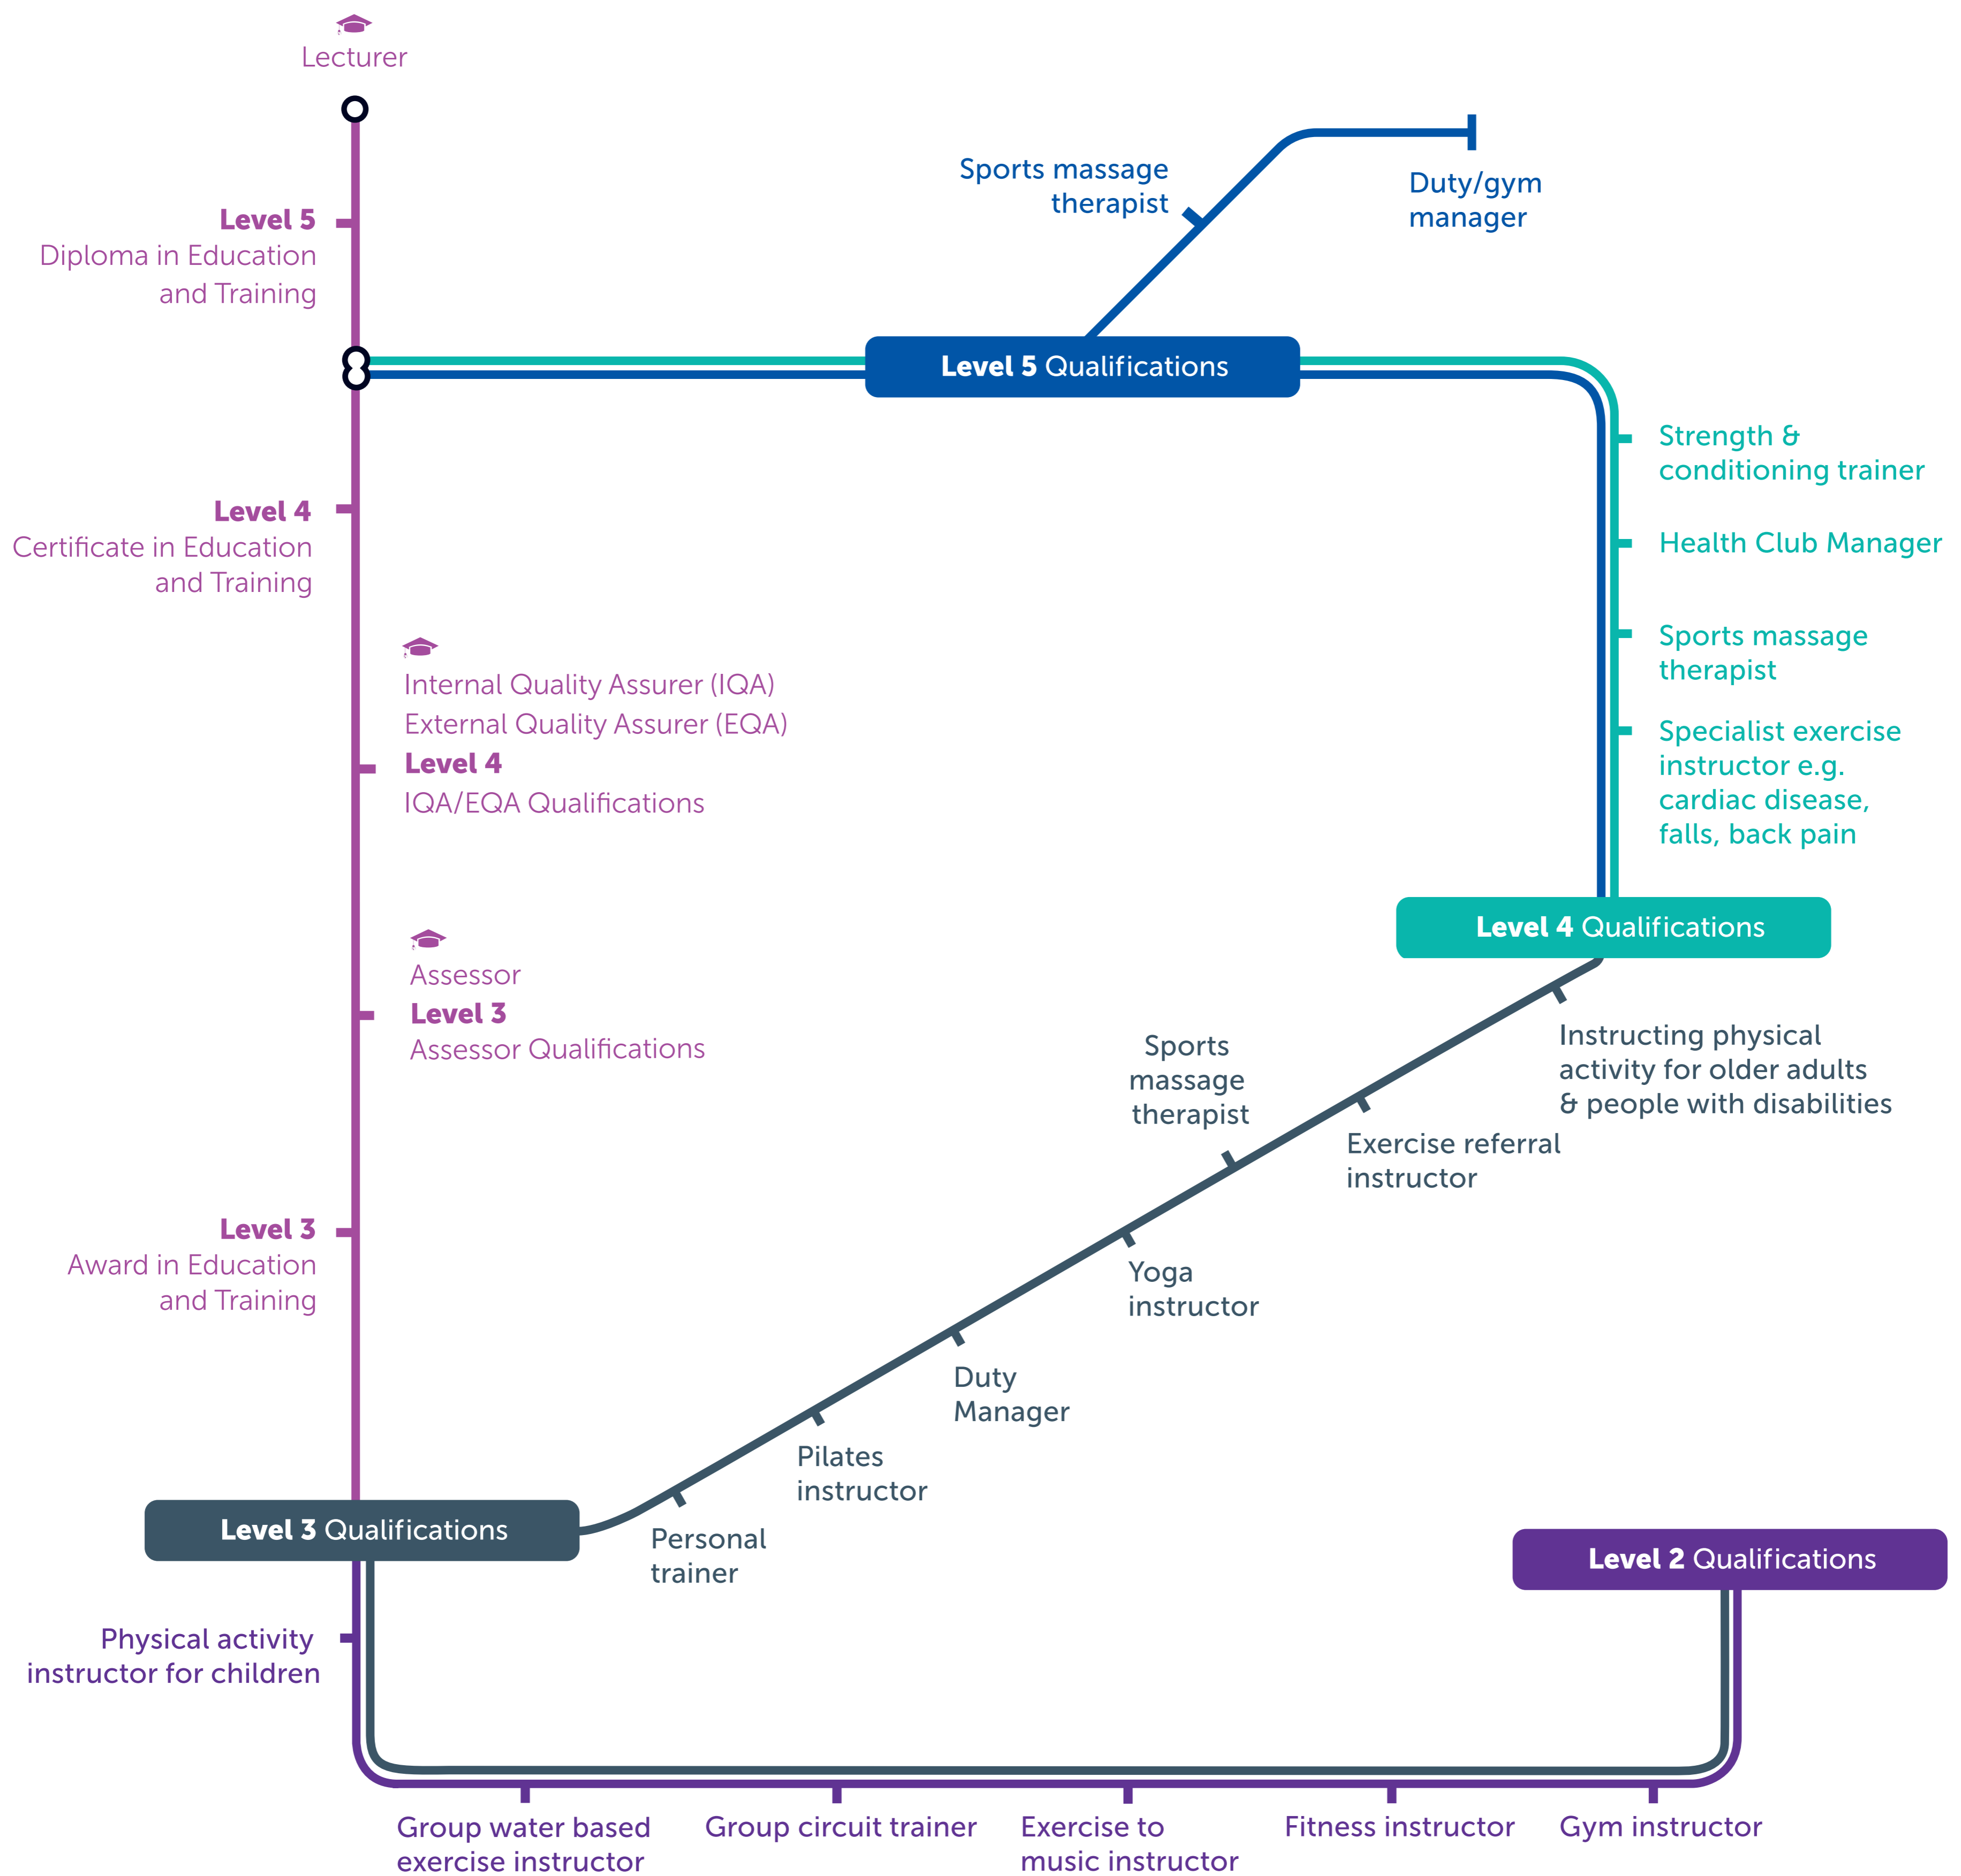 Lecturer
Sports massage
therapist
Duty/gym
manager
Level 5
Diploma in Education
and Training
Level 5 Qualifications
Strength &
conditioning trainer
Level 4
Certificate in Education
and Training
Health Club Manager
Internal Quality Assurer (IQA)
External Quality Assurer (EQA)
Level 4
IQA/EQA Qualifications
Sports massage
therapist
Specialist exercise
instructor e.g.
cardiac disease,
falls, back pain
Level 4 Qualifications
Assessor
Level 3
Assessor Qualifications
Instructing physical
activity for older adults
& people with disabilities
Sports
massage
therapist
Exercise referral
instructor
Level 3
Award in Education
and Training
Yoga
instructor
Duty
Manager
Pilates
instructor
Personal
trainer
Level 3 Qualifications
Level 2 Qualifications
Physical activity
instructor for children
Group water based
exercise instructor
Group circuit trainer
Exercise to
music instructor
Fitness instructor
Gym instructor